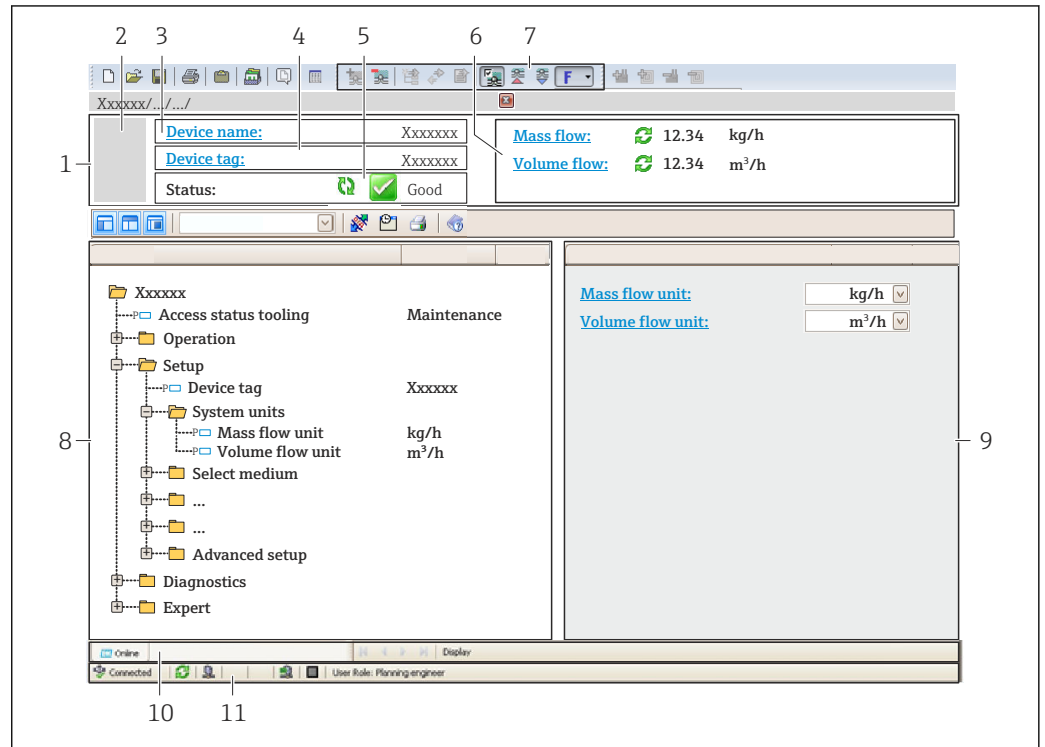 2 3 4 5 6 7
F
Xxxxxx/.../.../
1
Device name: Xxxxxxx
Device tag: Xxxxxxx
Status: Good
Mass flow: 12.34 kg/h
Volume flow: 12.34 m³/h
Xxxxxx
P Access status tooling Maintenance
Operation
Setup
P Device tag Xxxxxx
System units
P Mass flow unit kg/h
P Volume flow unit m³/h
Select medium
...
...
Advanced setup
Diagnostics
Expert
Mass flow unit: kg/h
Volume flow unit: m³/h
8
9
Online Display
Connected User Role: Planning engineer
10 11